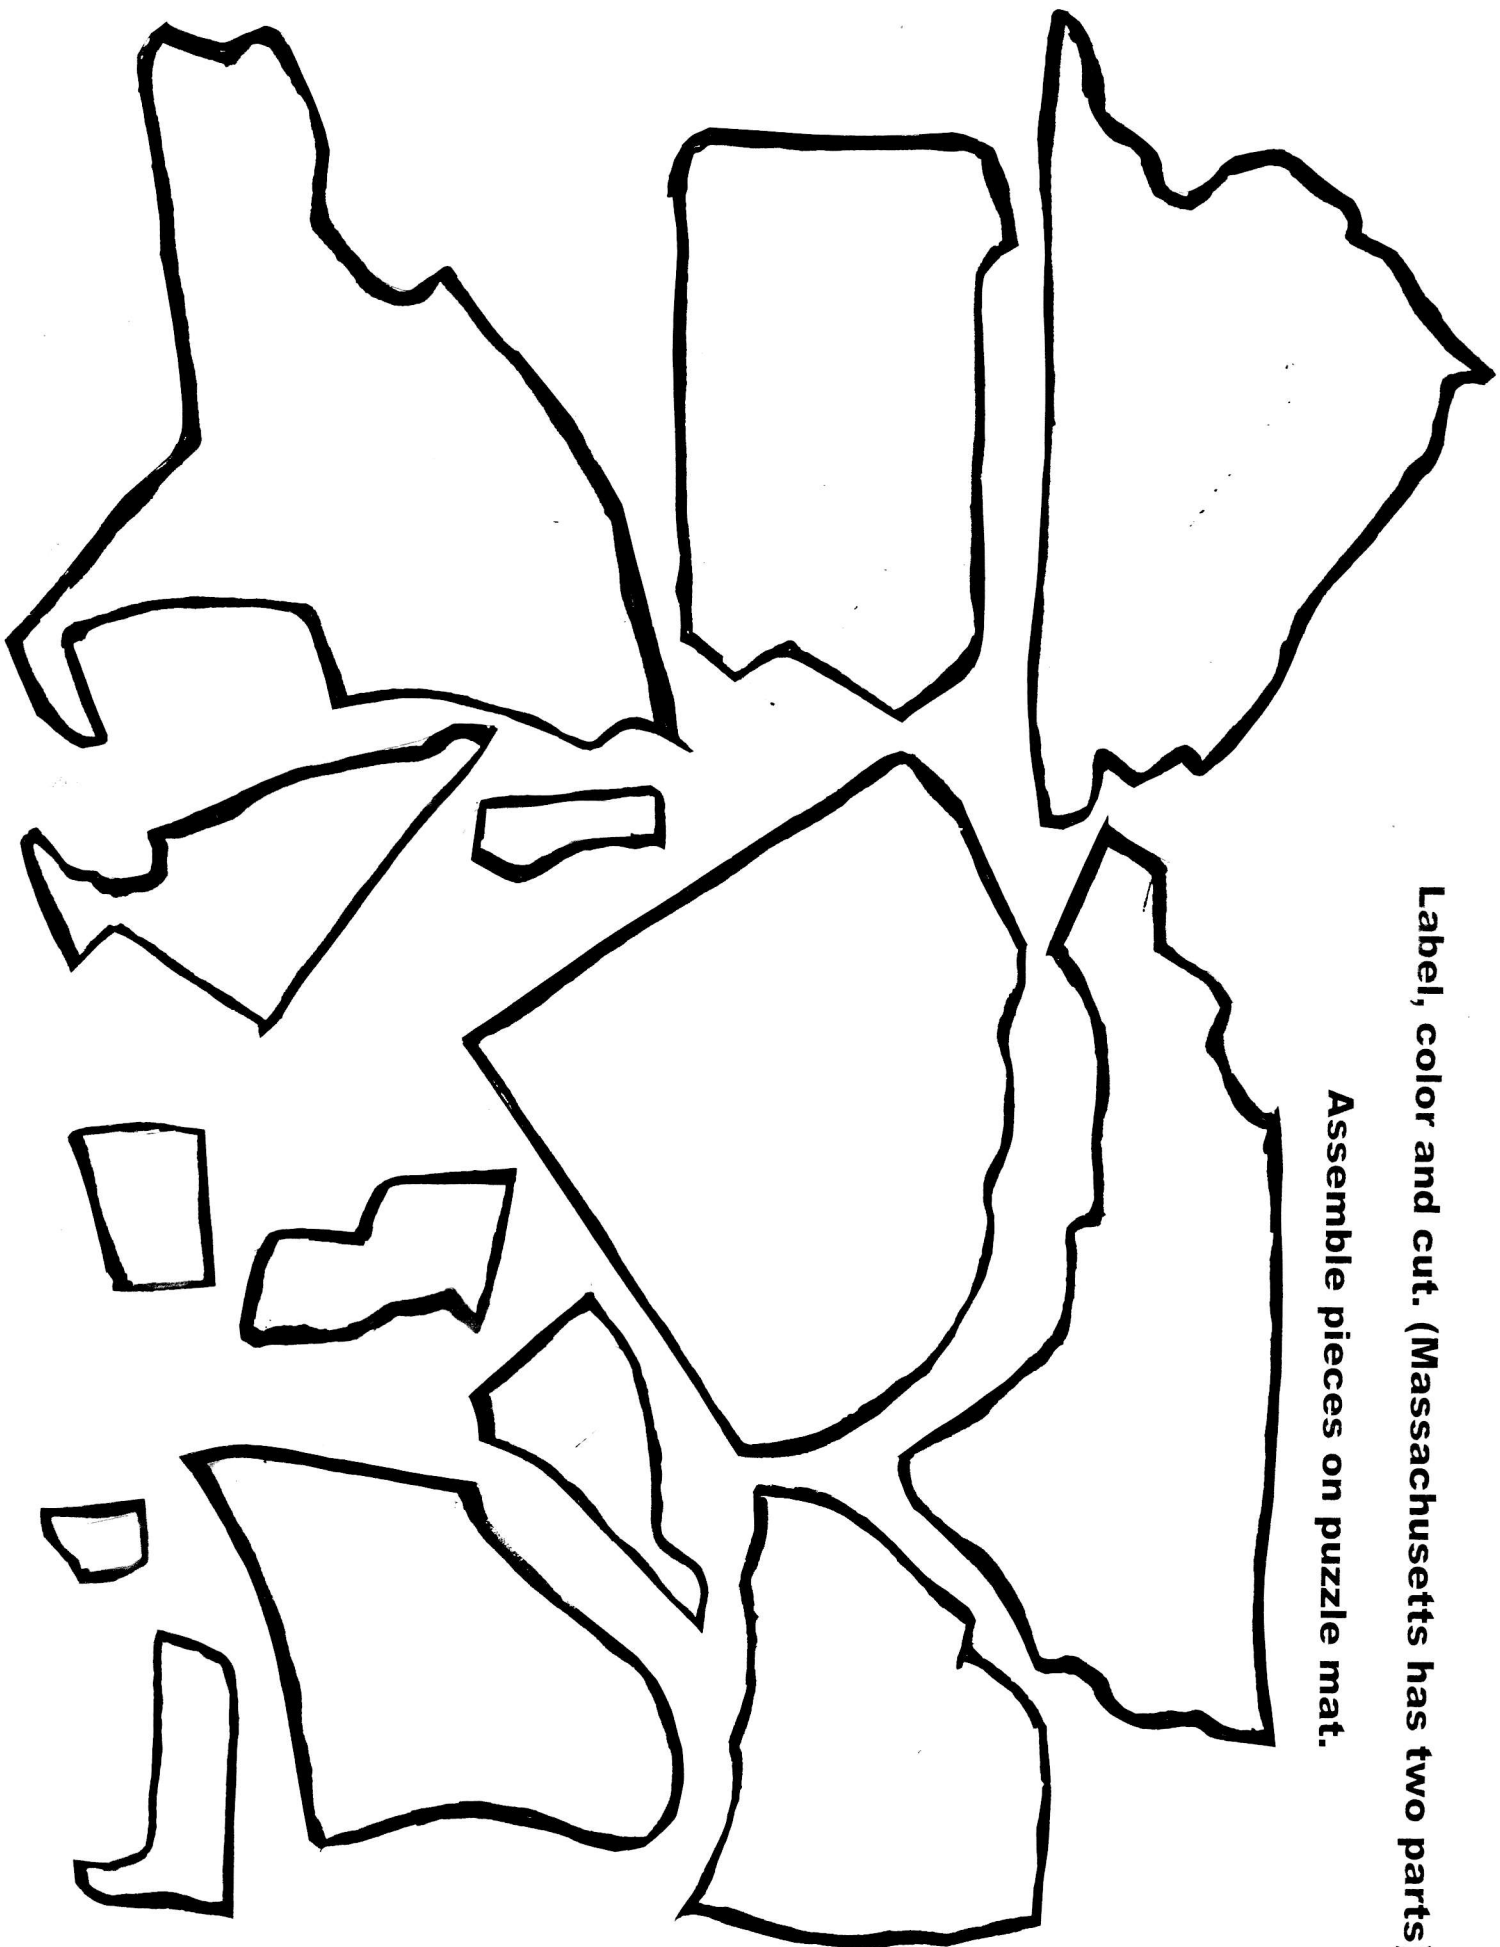 Label, color and cut. (Massachusetts has two parts)
Assemble pieces on puzzle mat.